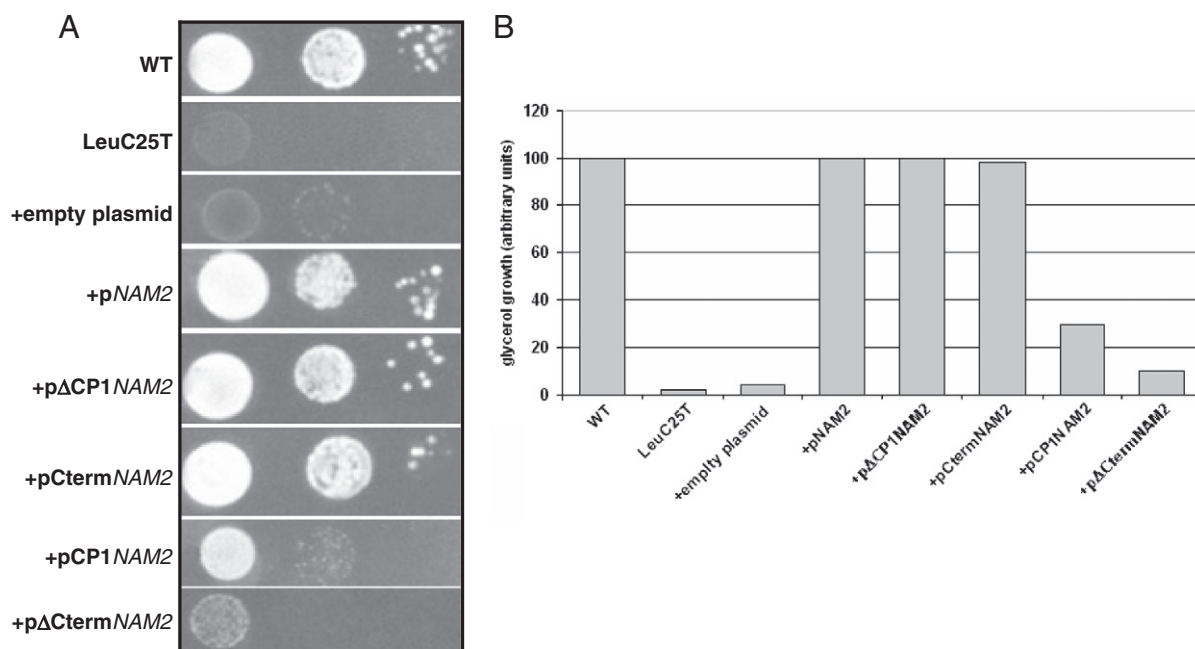 A
WT
LeuC25T
+empty plasmid
+pNAM2
+pΔCP1NAM2
+pCtermNAM2
+pCP1NAM2
+pΔCtermNAM2
B
glycerol growth (arbitrary units)
120
100
80
60
40
20
0
WT
LeuC25T
+emplty plasmid
+pNAM2
+pΔCP1NAM2
+pCtermNAM2
+pCP1NAM2
+pΔCtermNAM2